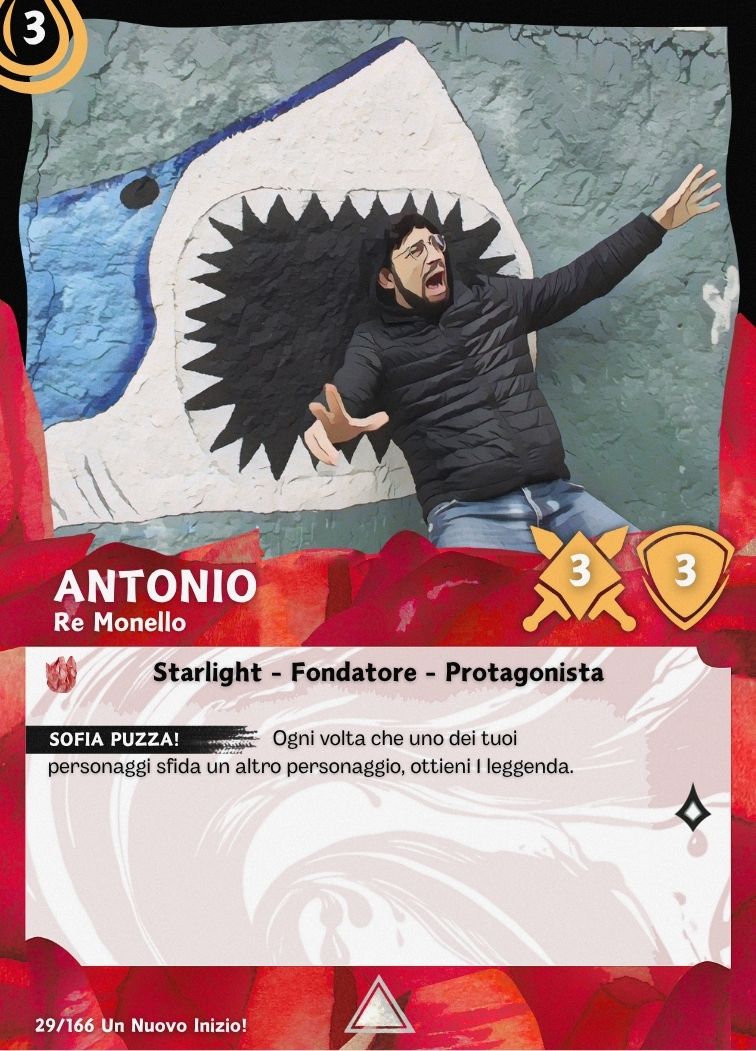 3
3 3
ANTONIO
Re Monello
Starlight - Fondatore - Protagonista
SOFIA PUZZA! Ogni volta che uno dei tuoi
personaggi sfida un altro personaggio, ottieni 1 leggenda.
29/166 Un Nuovo Inizio!